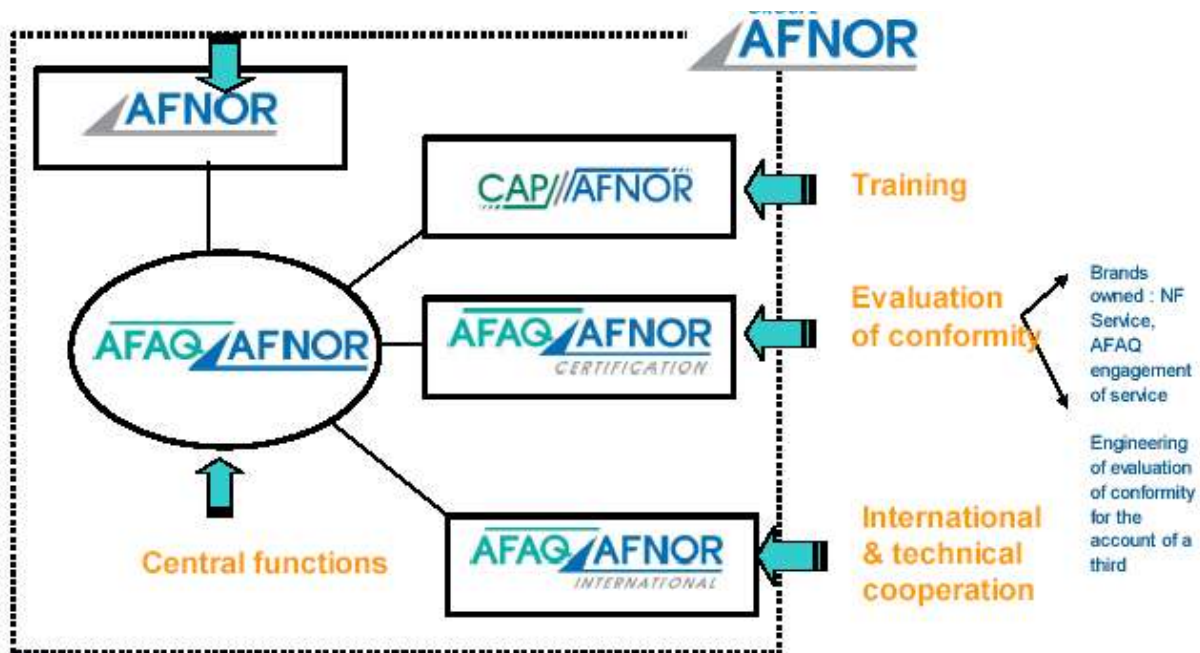 AFNOR
AFNOR
CAP//AFNOR
Training
AFAQ AFNOR
AFAQ AFNOR
CERTIFICATION
Evaluation
of conformity
Brands
owned : NF
Service,
AFAQ
engagement
of service
Engineering
of evaluation
of conformity
for the
account of a
third
AFAQ AFNOR
INTERNATIONAL
International
& technical
cooperation
Central functions